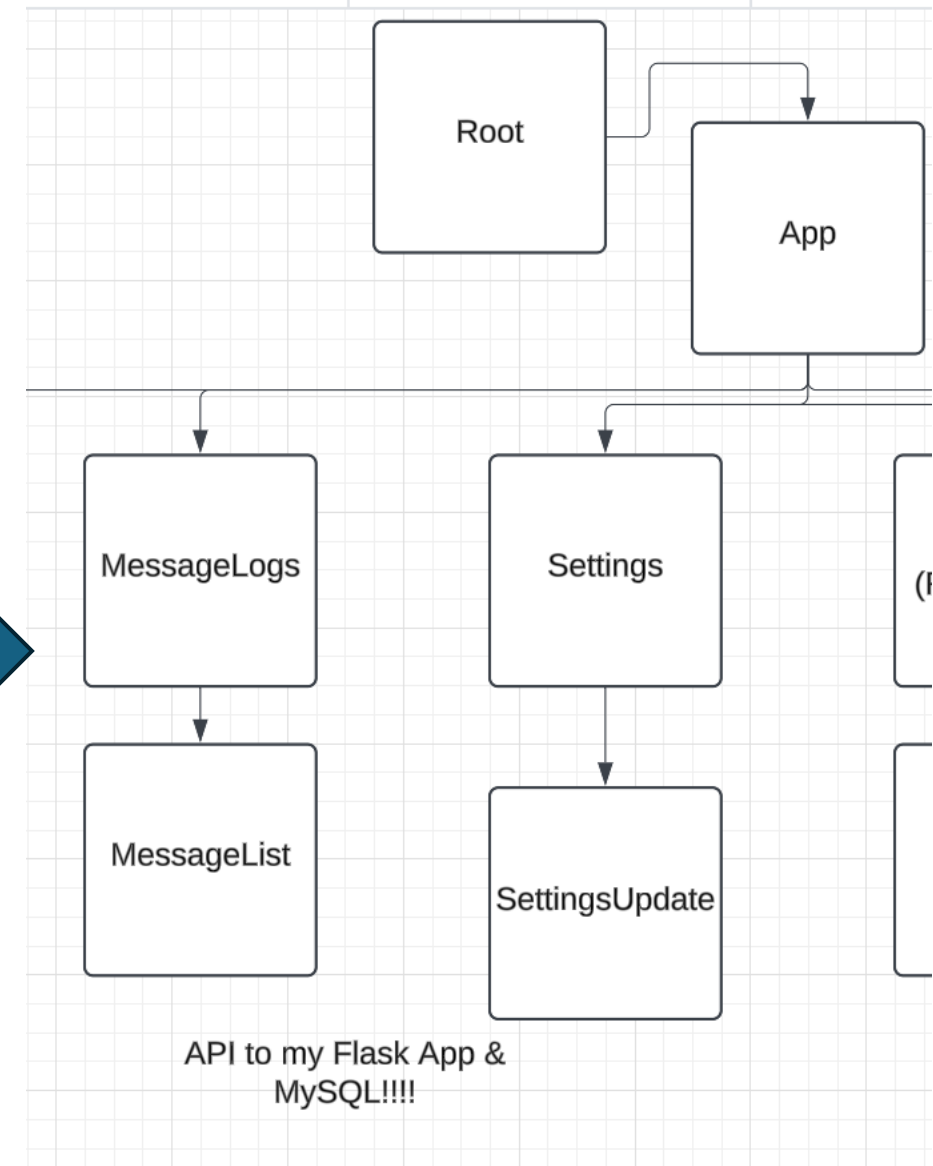 Root
App
MessageLogs
Settings
(
MessageList
SettingsUpdate
API to my Flask App &
MySQL!!!!